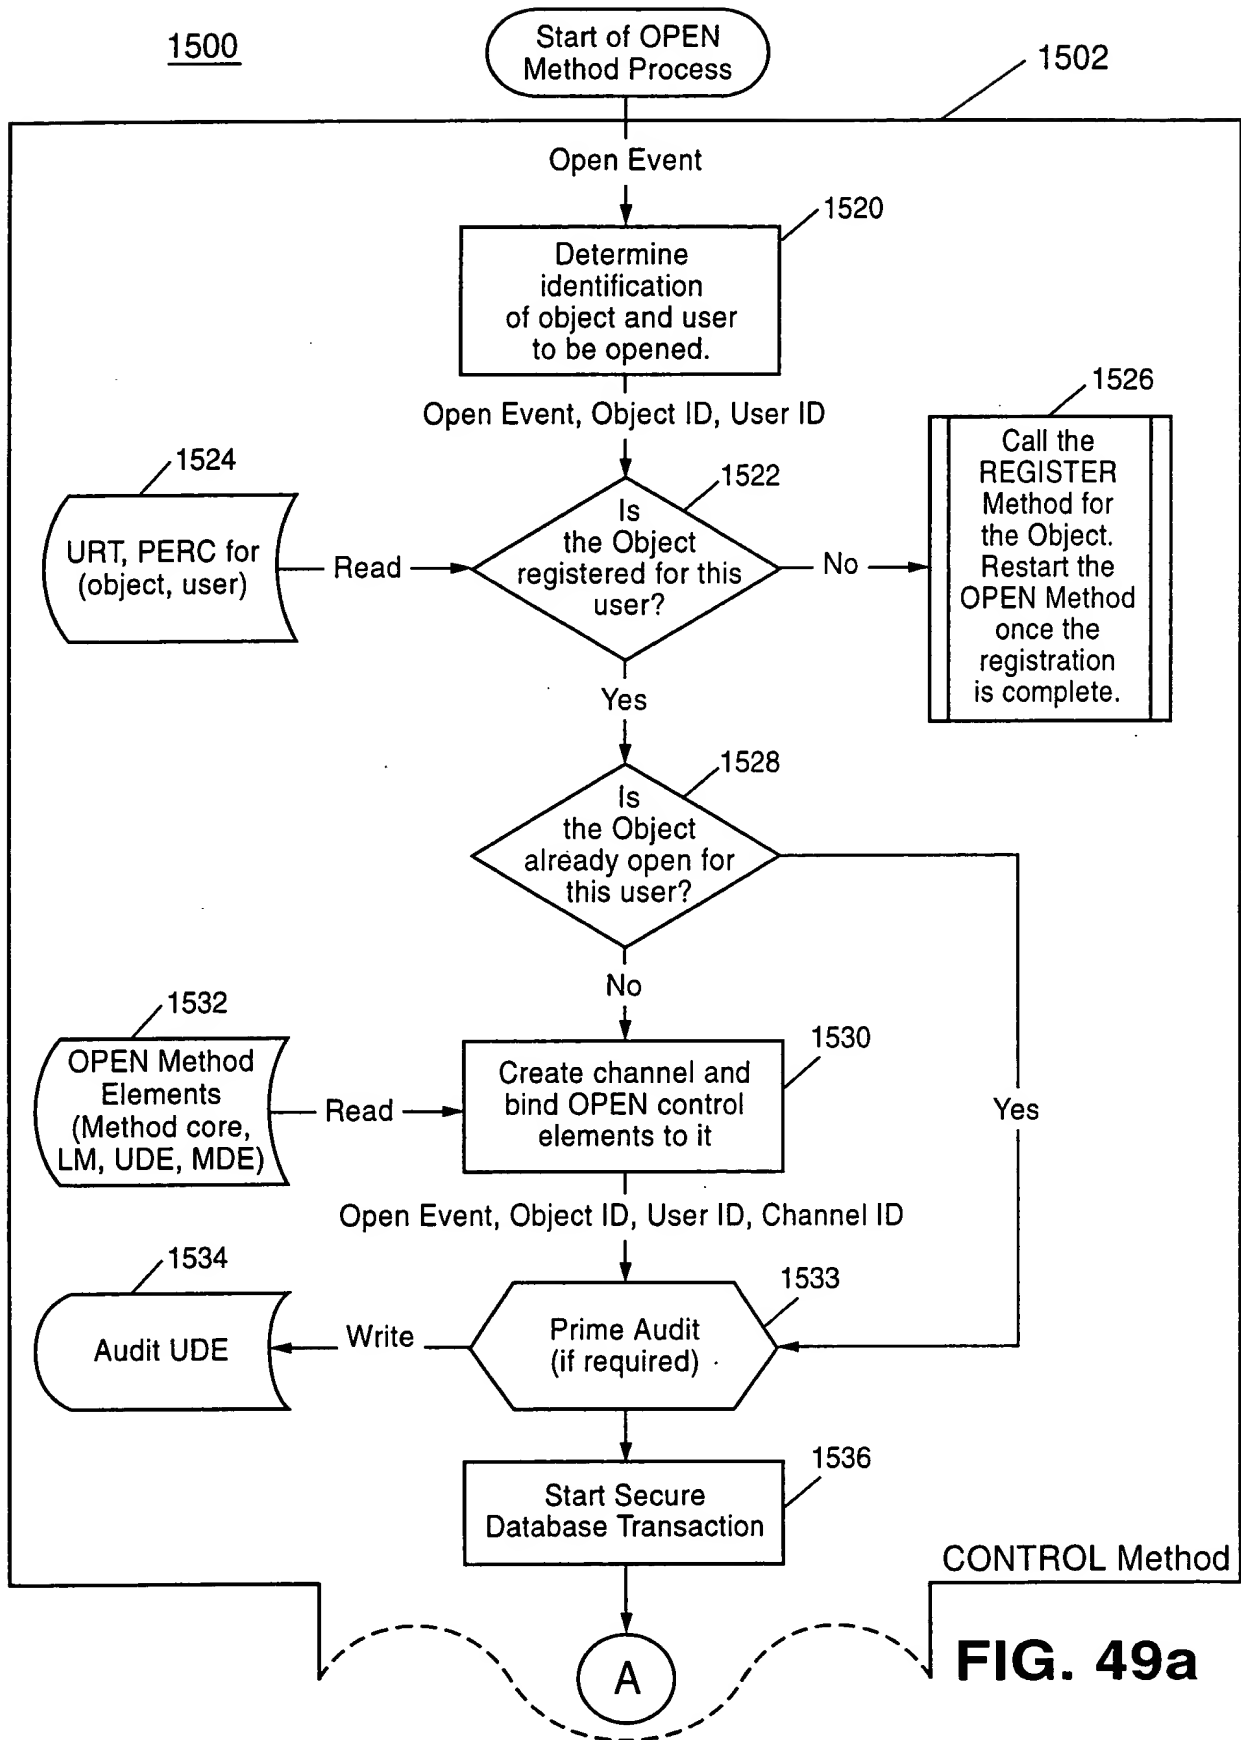 1500
Start of OPEN
Method Process
1502
Open Event
1520
Determine
identification
of object and user
to be opened.
Open Event, Object ID, User ID
1526
Call the
REGISTER
Method for
the Object.
Restart the
OPEN Method
once the
registration
is complete.
1524
URT, PERC for
(object, user)
Read
1522
Is
the Object
registered for this
user?
No
Yes
1528
Is
the Object
already open for
this user?
No
Yes
1532
OPEN Method
Elements
(Method core,
LM, UDE, MDE)
Read
1530
Create channel and
bind OPEN control
elements to it
Open Event, Object ID, User ID, Channel ID
1534
Audit UDE
Write
1533
Prime Audit
(if required)
1536
Start Secure
Database Transaction
CONTROL Method
A
FIG. 49a